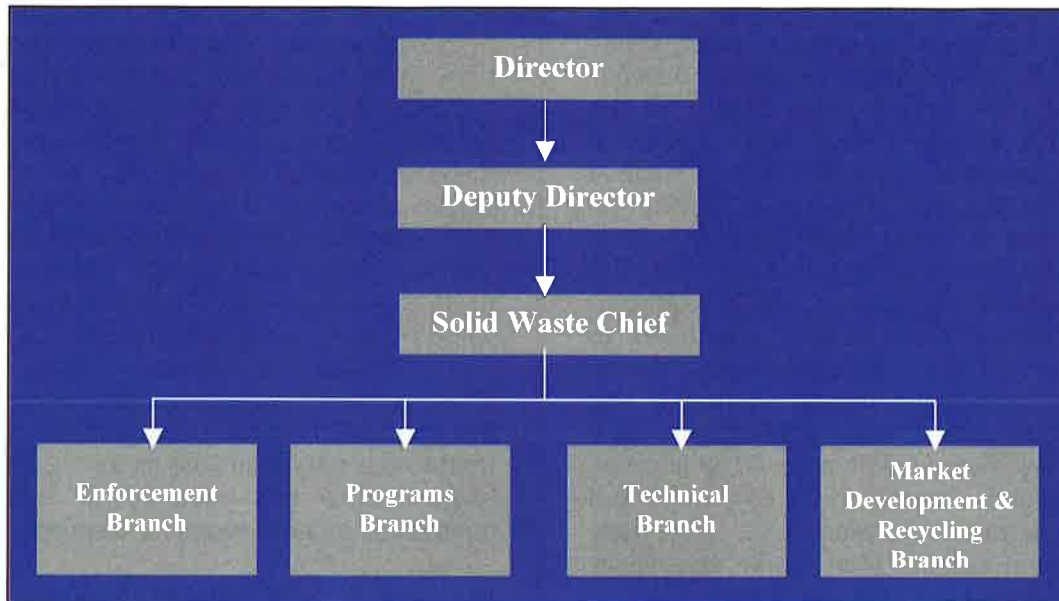 Director
Deputy Director
Solid Waste Chief
Enforcement
Branch
Programs
Branch
Technical
Branch
Market
Development &
Recycling
Branch